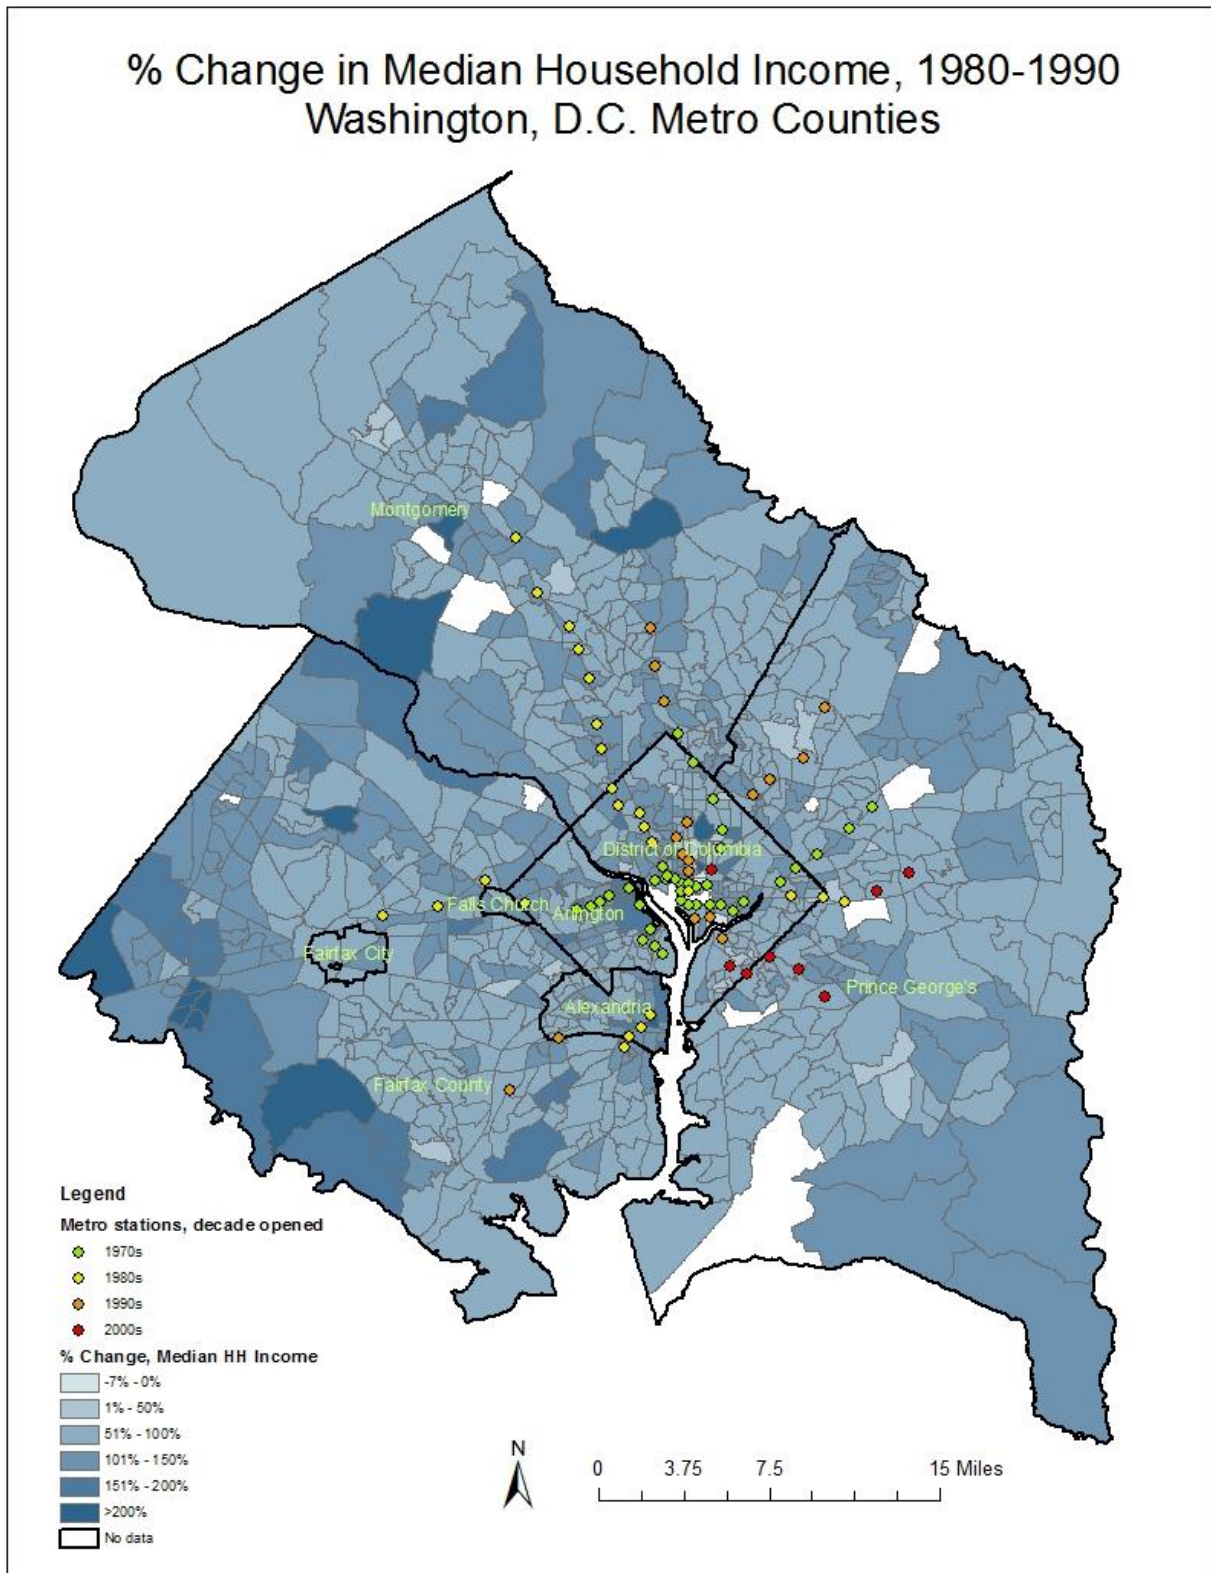 % Change in Median Household Income, 1980-1990
Washington, D.C. Metro Counties
Montgomery
District of Columbia
Falls Church
Arlington
Fairfax City
Prince George's
Alexandria
Fairfax County
Legend
Metro stations, decade opened
1970s
1980s
1990s
2000s
% Change, Median HH Income
-7% - 0%
1% - 50%
51% - 100%
101% - 150%
151% - 200%
>200%
No data
N
0 3.75 7.5 15 Miles